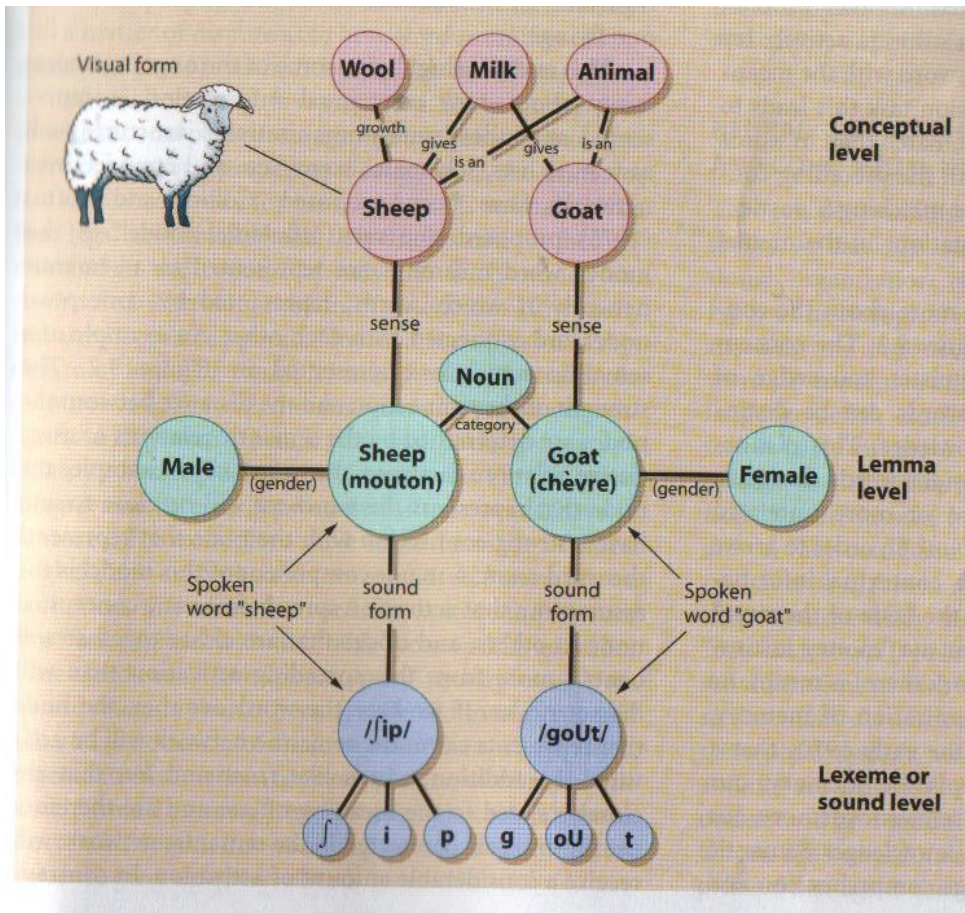 Visual form
Wool
Milk
Animal
growth
gives
is an
gives
is an
Conceptual
level
Sheep
Goat
sense
sense
Noun
category
Male
(gender)
Sheep
(mouton)
Goat
(chèvre)
(gender)
Female
Lemma
level
Spoken
word "sheep"
sound
form
sound
form
Spoken
word "goat"
/ʃip/
/goUt/
Lexeme or
sound level
ʃ
i
p
g
oU
t